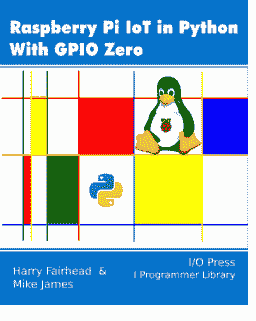 Raspberry Pi IoT in Python
With GPIO Zero
I/O Press
I Programmer Library
Harry Fairhead &
Mike James